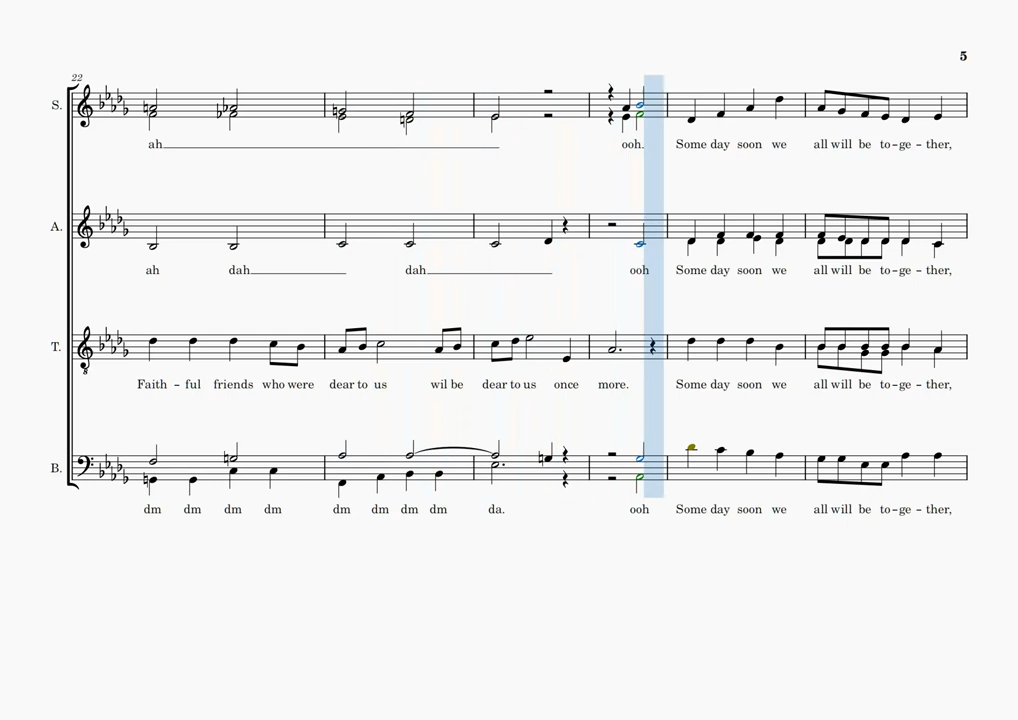 5
22
S.
ah ooh. Some day soon we all will be to-ge-ther,
A.
ah dah dah ooh Some day soon we all will be to-ge-ther,
T.
8
Faith-ful friends who were dear to us wil be dear to us once more. Some day soon we all will be to-ge-ther,
B.
dm dm dm dm dm dm dm dm da. ooh Some day soon we all will be to-ge-ther,